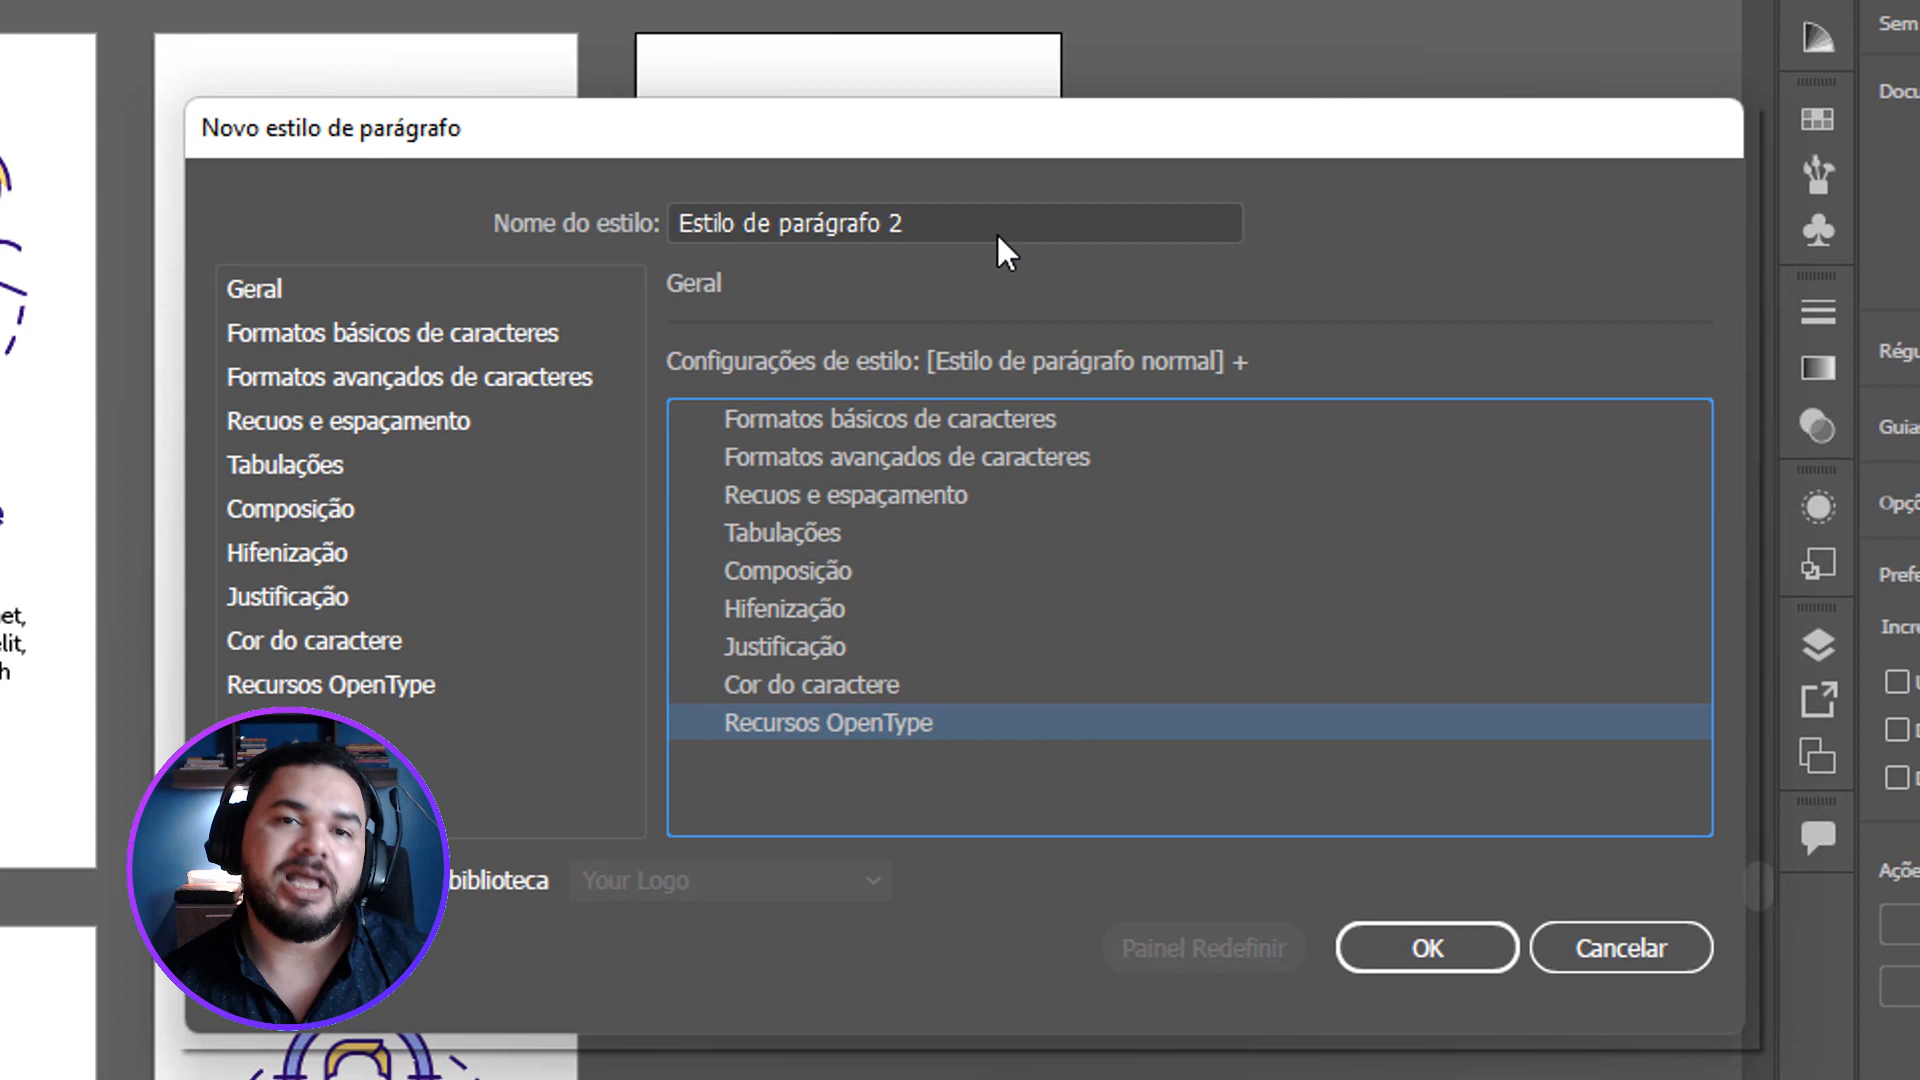 Sem
Docu
Novo estilo de parágrafo
Nome do estilo: Estilo de parágrafo 2
Geral
Formatos básicos de caracteres
Formatos avançados de caracteres
Recuos e espaçamento
Tabulações
Composição
Hifenização
Justificação
Cor do caractere
Recursos OpenType
Geral
Configurações de estilo: [Estilo de parágrafo normal] +
Formatos básicos de caracteres
Formatos avançados de caracteres
Recuos e espaçamento
Tabulações
Composição
Hifenização
Justificação
Cor do caractere
Recursos OpenType
biblioteca Your Logo
Painel Redefinir OK Cancelar
Régu
Guias
Opçõ
Prefe
Incre
Ações
et,
lit,
h